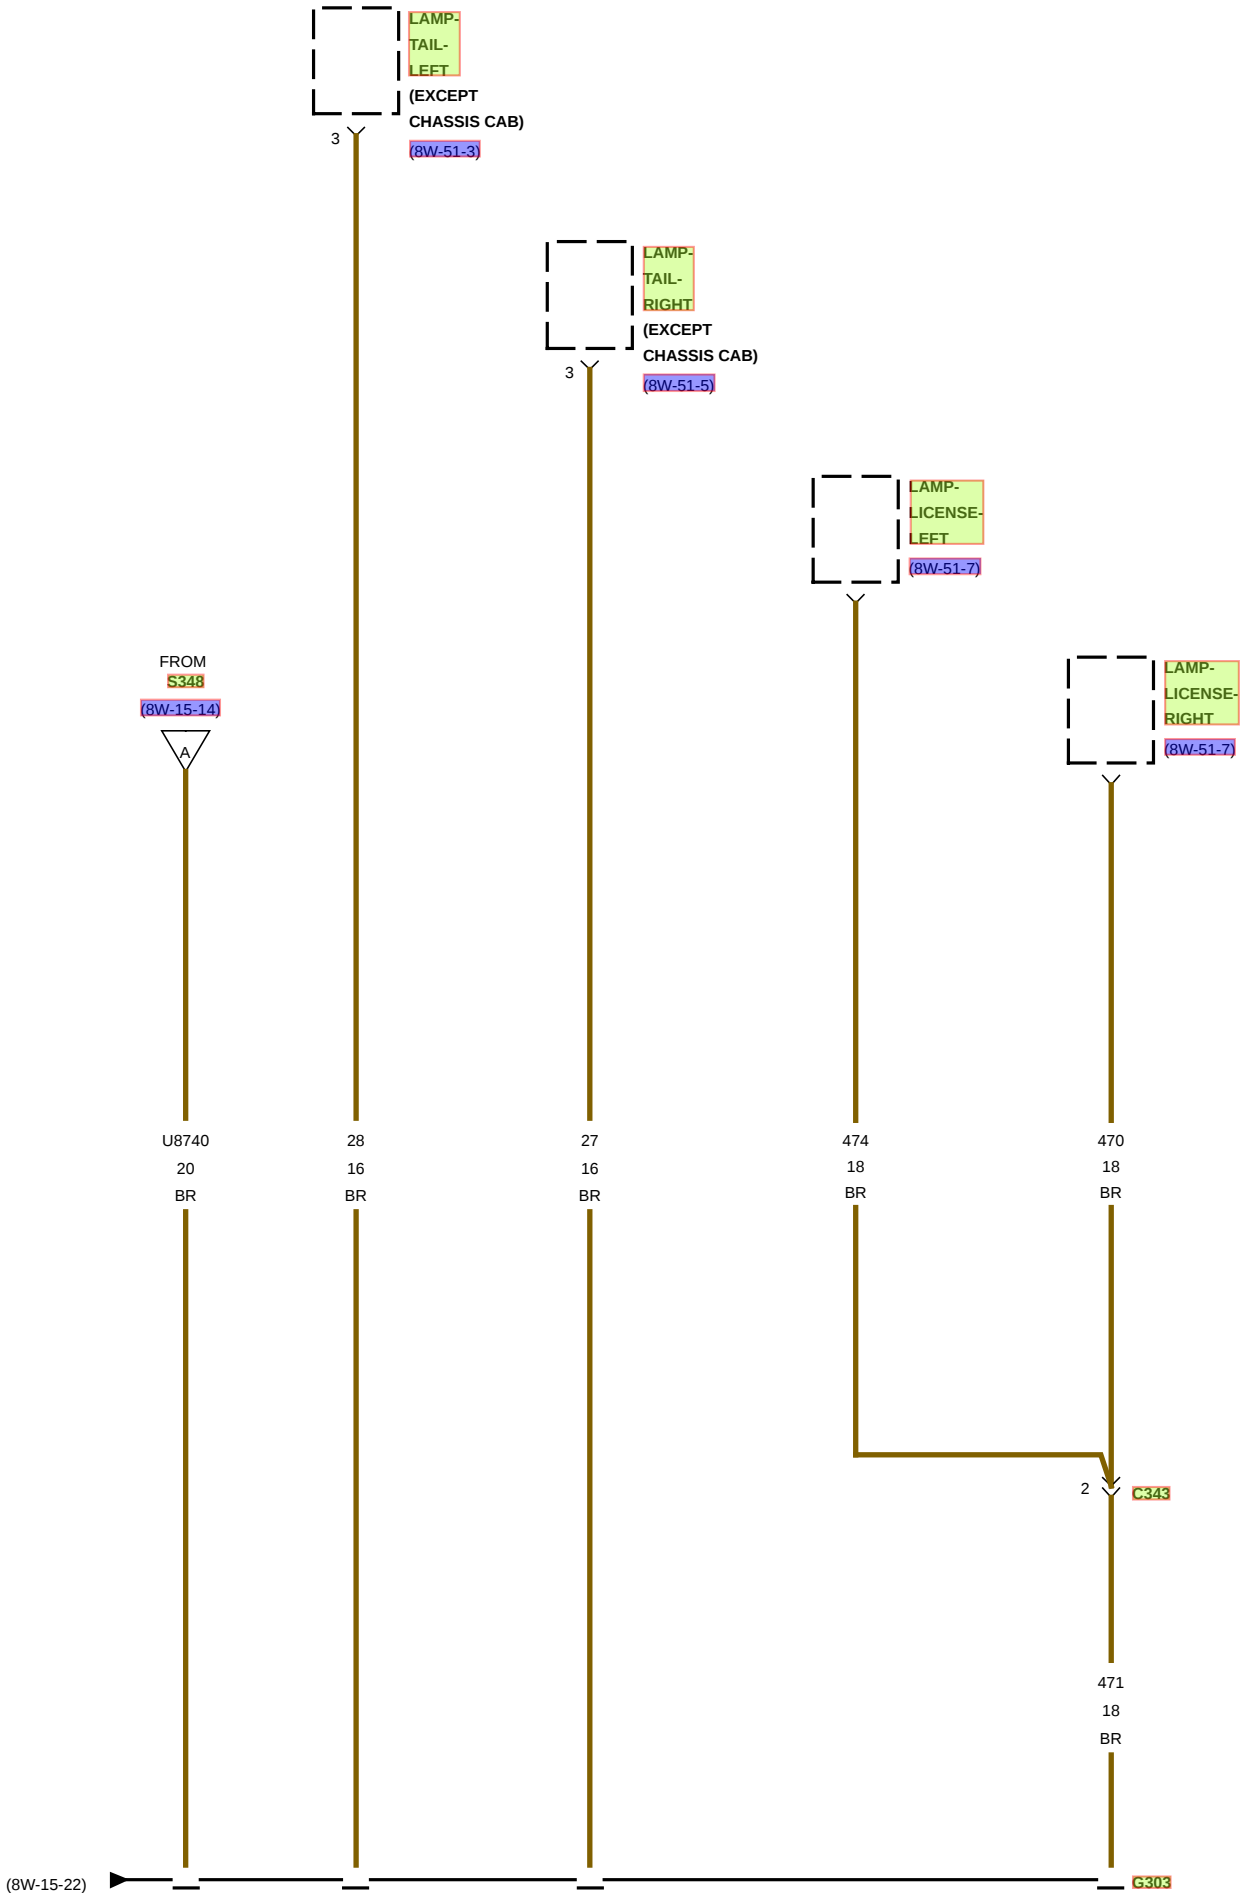 LAMP-
TAIL-
LEFT
(EXCEPT
CHASSIS CAB)
(8W-51-3)
3
LAMP-
TAIL-
RIGHT
(EXCEPT
CHASSIS CAB)
(8W-51-5)
3
LAMP-
LICENSE-
LEFT
(8W-51-7)
FROM
S348
(8W-15-14)
A
LAMP-
LICENSE-
RIGHT
(8W-51-7)
U8740
20
BR
28
16
BR
27
16
BR
474
18
BR
470
18
BR
2
C343
471
18
BR
(8W-15-22)
G303